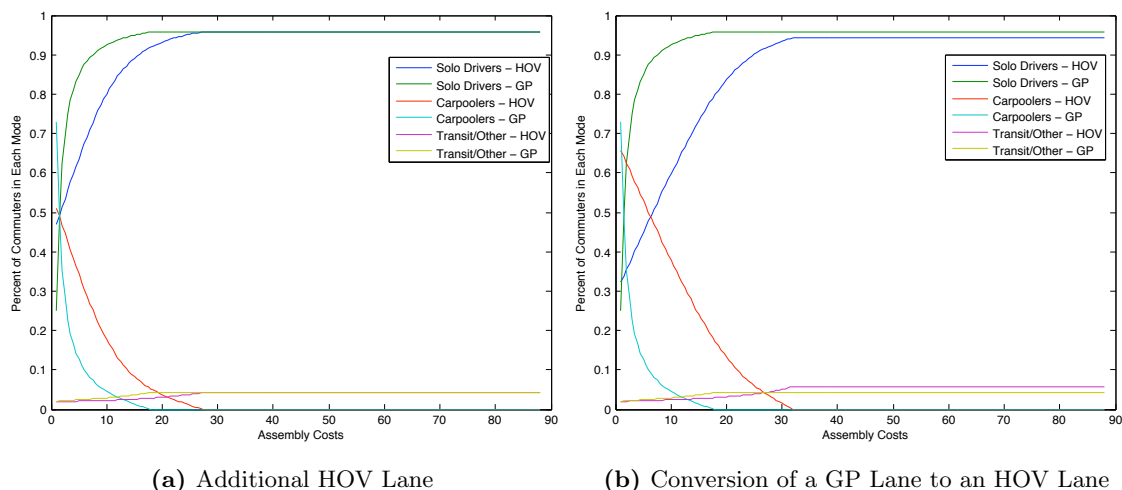 1
0.9
0.8
0.7
0.6
0.5
0.4
0.3
0.2
0.1
0
Percent of Commuters in Each Mode
0 10 20 30 40 50 60 70 80 90
Assembly Costs
Solo Drivers – HOV
Solo Drivers – GP
Carpoolers – HOV
Carpoolers – GP
Transit/Other – HOV
Transit/Other – GP
(a) Additional HOV Lane
1
0.9
0.8
0.7
0.6
0.5
0.4
0.3
0.2
0.1
0
Percent of Commuters in Each Mode
0 10 20 30 40 50 60 70 80 90
Assembly Costs
Solo Drivers – HOV
Solo Drivers – GP
Carpoolers – HOV
Carpoolers – GP
Transit/Other – HOV
Transit/Other – GP
(b) Conversion of a GP Lane to an HOV Lane